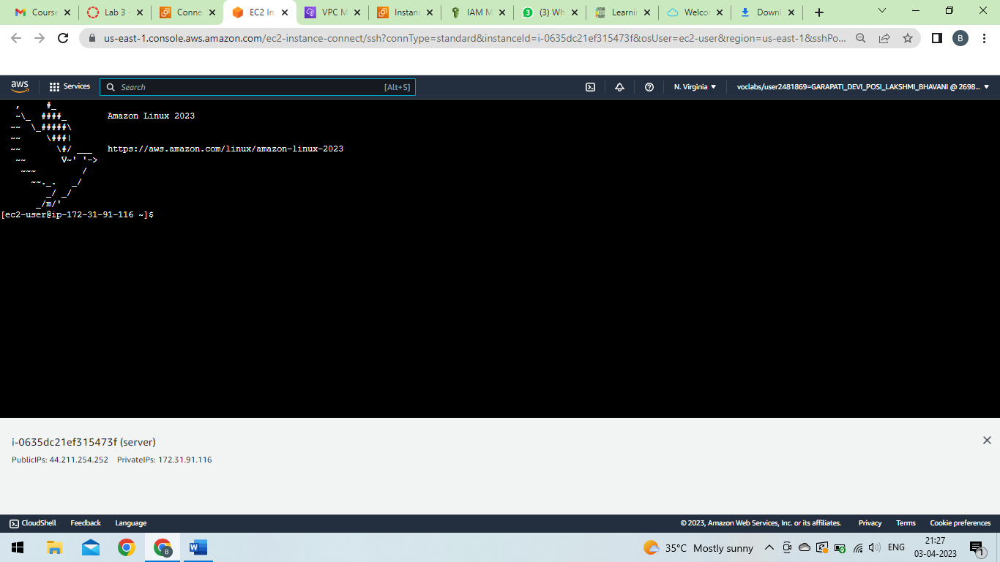 Course
Lab 3 -
Conne
EC2 In
VPC M
Instanc
IAM M
3
(3) Wh
Learnin
Welcor
Downl
us-east-1.console.aws.amazon.com/ec2-instance-connect/ssh?connType=standard&instanceId=i-0635dc21ef315473f&osUser=ec2-user&region=us-east-1&sshPo...
B
aws
Services
Search
[Alt+S]
N. Virginia
voclabs/user2481869=GARAPATI_DEVI_POSI_LAKSHMI_BHAVANI @ 2698...
   ,     #_
   ~\_  ####_        Amazon Linux 2023
  ~~  \_#####\
  ~~     \###|
  ~~       \#/ ___   https://aws.amazon.com/linux/amazon-linux-2023
   ~~       V~' '->
    ~~~         /
      ~~._.   _/
         _/ _/
       _/m/'
[ec2-user@ip-172-31-91-116 ~]$
i-0635dc21ef315473f (server)
PublicIPs: 44.211.254.252 PrivateIPs: 172.31.91.116
CloudShell Feedback Language © 2023, Amazon Web Services, Inc. or its affiliates. Privacy Terms Cookie preferences
B
W
35°C Mostly sunny
ENG
21:27
03-04-2023
1